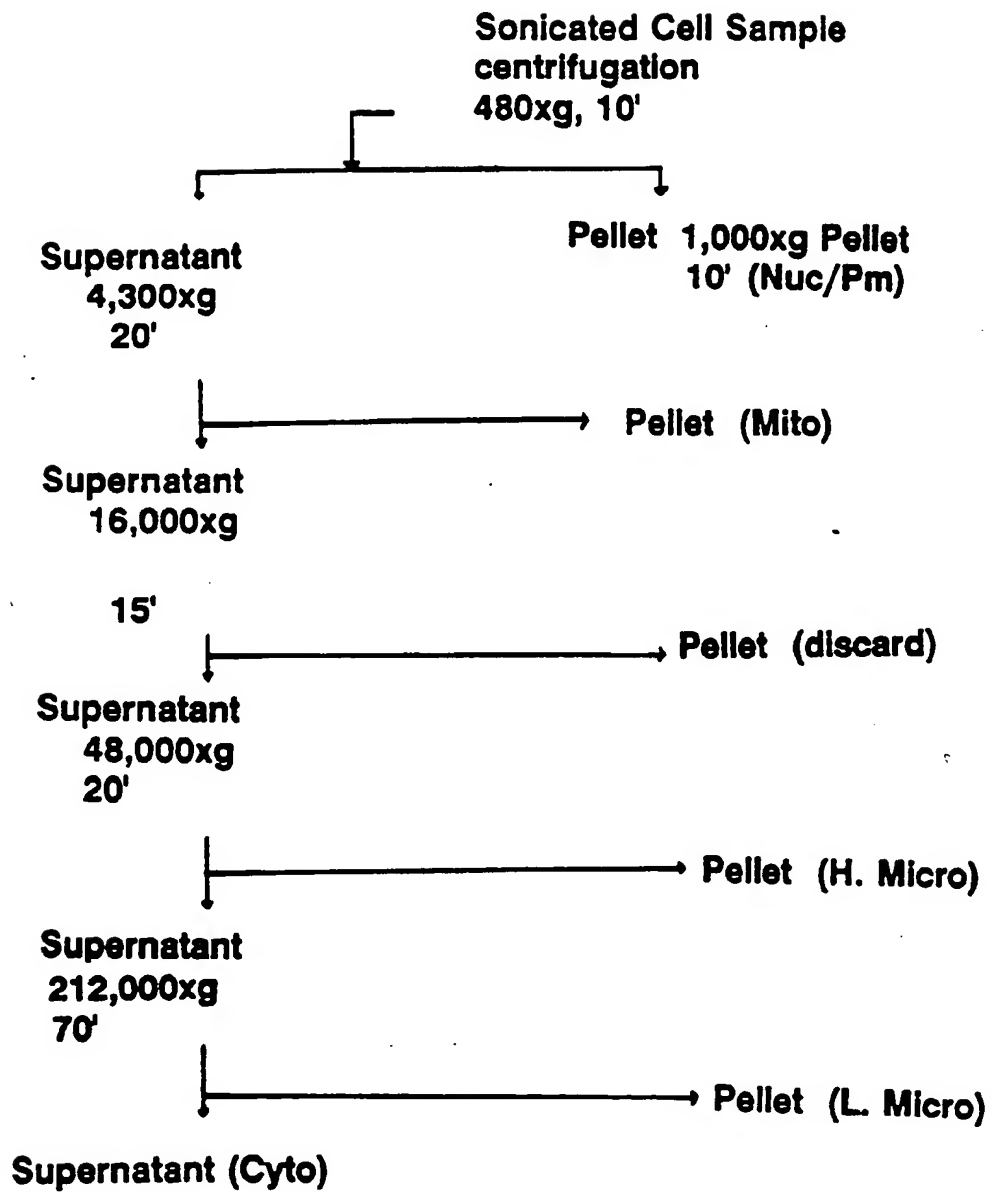 Sonicated Cell Sample
centrifugation
480xg, 10'
Supernatant
4,300xg
20'
Pellet 1,000xg Pellet
10' (Nuc/Pm)
Pellet (Mito)
Supernatant
16,000xg
15'
Pellet (discard)
Supernatant
48,000xg
20'
Pellet (H. Micro)
Supernatant
212,000xg
70'
Pellet (L. Micro)
Supernatant (Cyto)